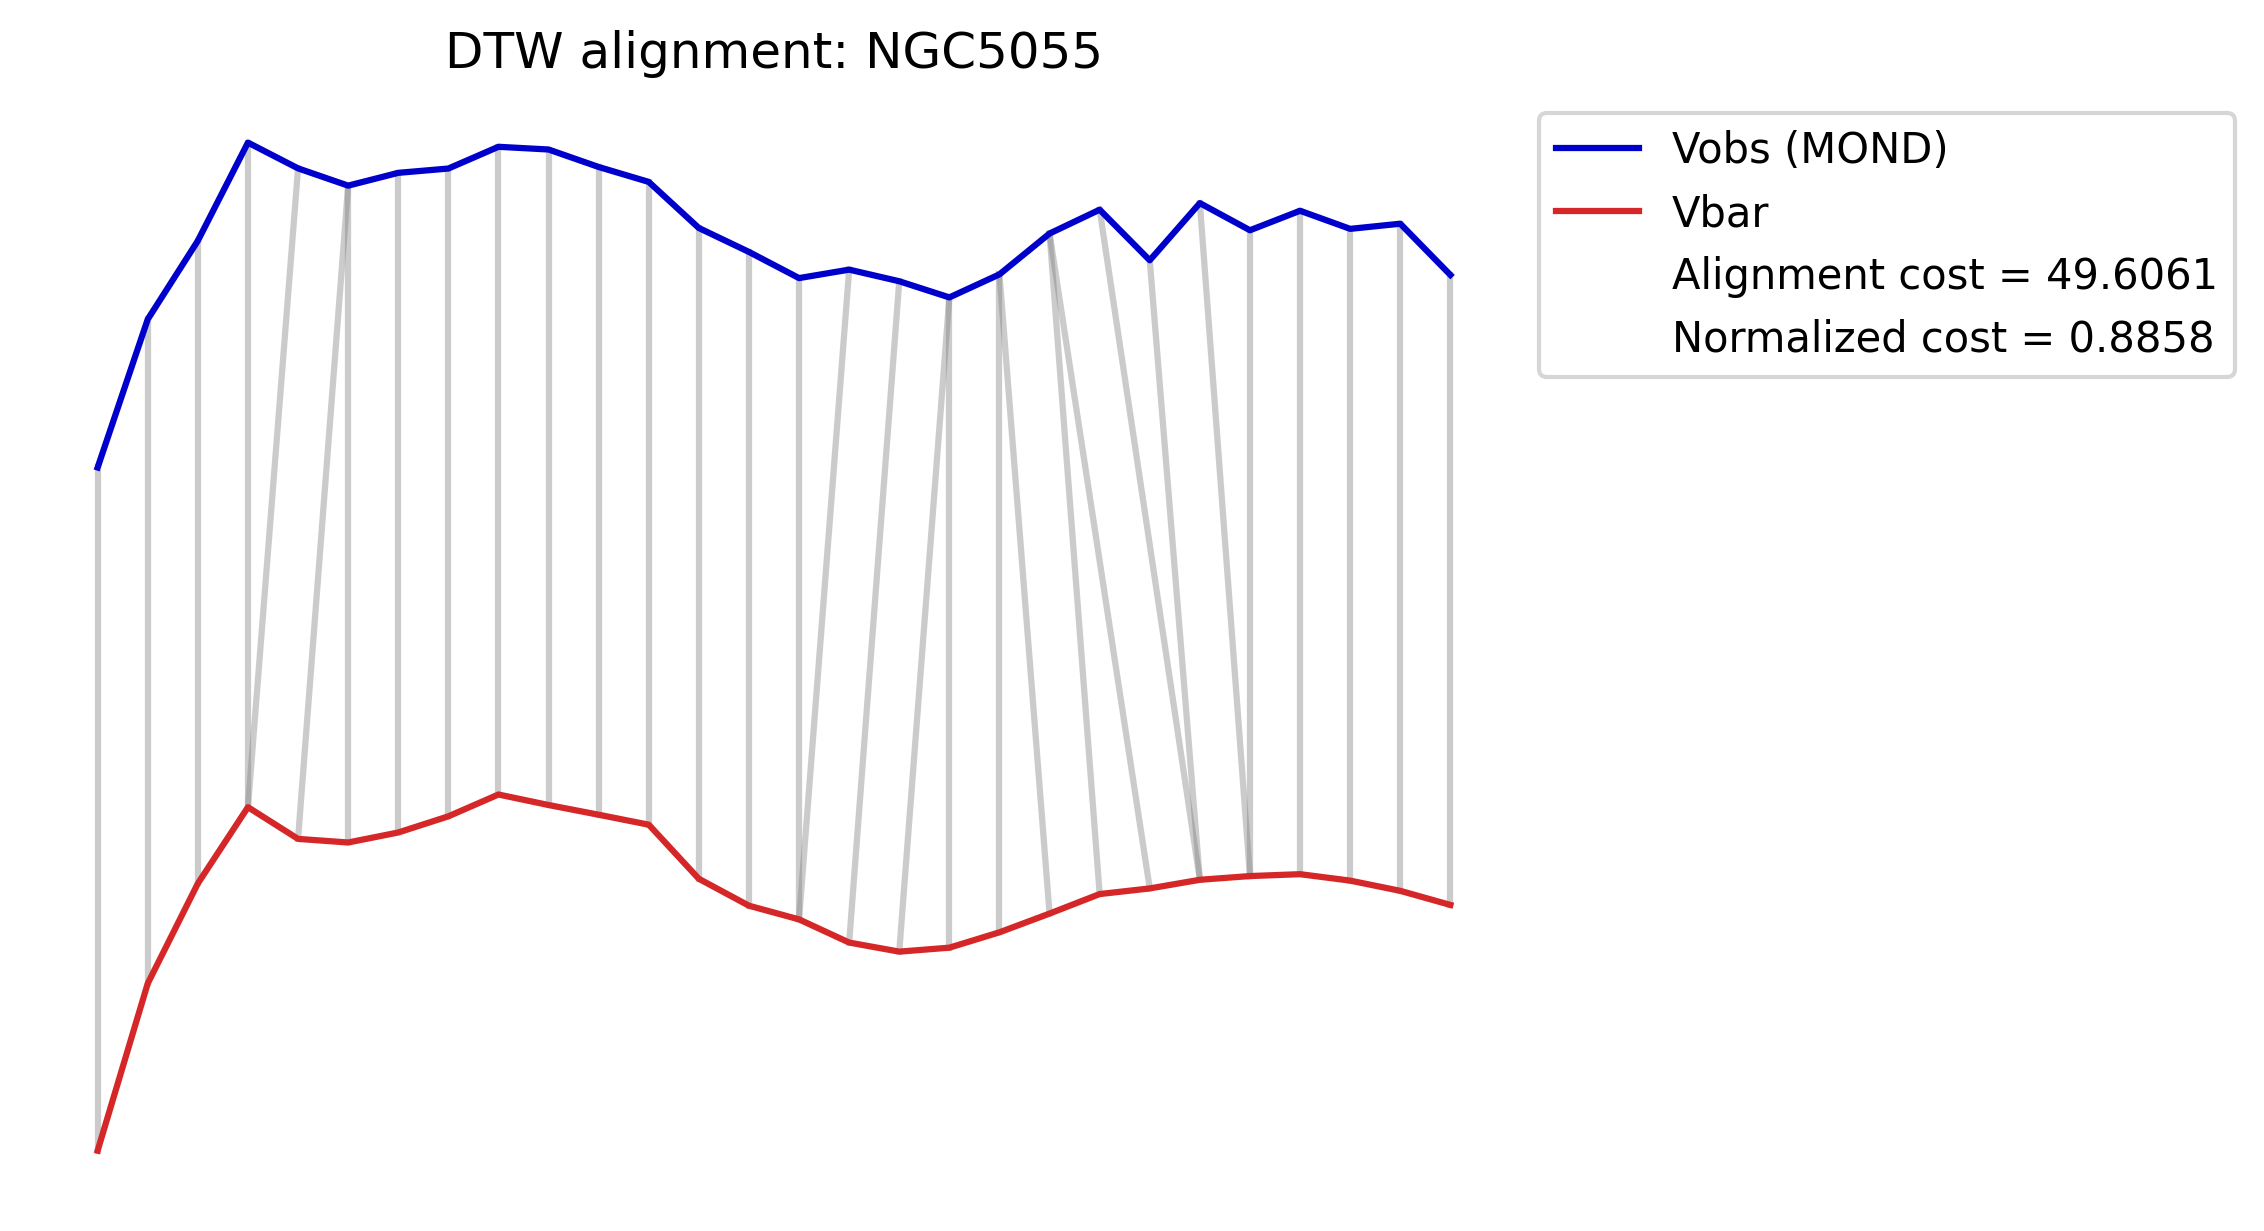 DTW alignment: NGC5055
Vobs (MOND)
Vbar
Alignment cost = 49.6061
Normalized cost = 0.8858